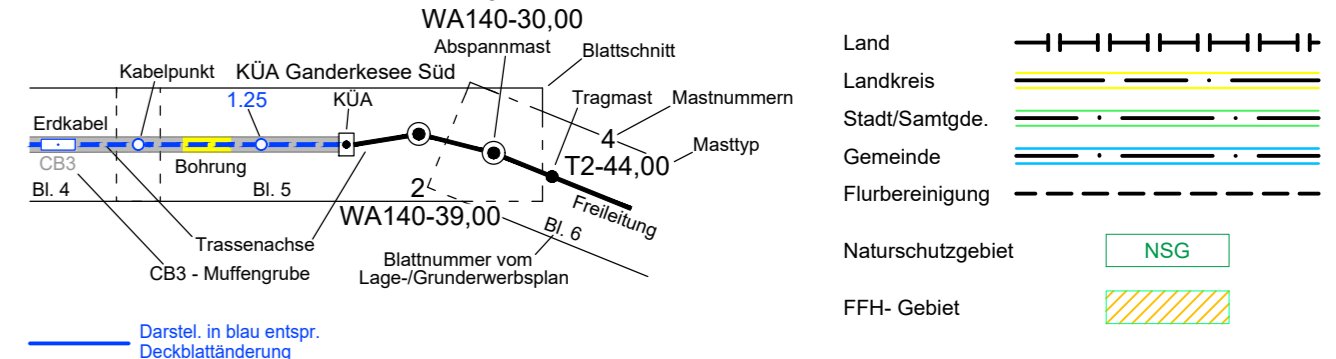 WA140-30,00
Abspannmast
Blattschnitt
Kabelpunkt
KÜA Ganderkesee Süd
1.25
KÜA
Tragmast
Mastnummern
Erdkabel
4
Masttyp
CB3
Bohrung
T2-44,00
Bl. 4
Bl. 5
2
Freileitung
WA140-39,00
Bl. 6
Trassenachse
Blattnummer vom
Lage-/Grunderwerbsplan
CB3 - Muffengrube
Darstel. in blau entspr.
Deckblattänderung
Land
Landkreis
Stadt/Samtgde.
Gemeinde
Flurbereinigung
Naturschutzgebiet
NSG
FFH- Gebiet